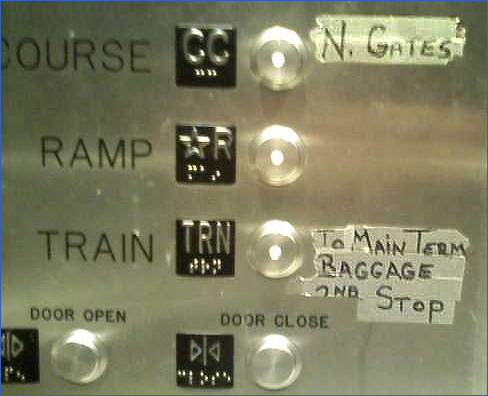 COURSE CC N. GATES
RAMP ★R
TRAIN TRN TO MAIN TERM
BAGGAGE
2ND STOP
DOOR OPEN DOOR CLOSE